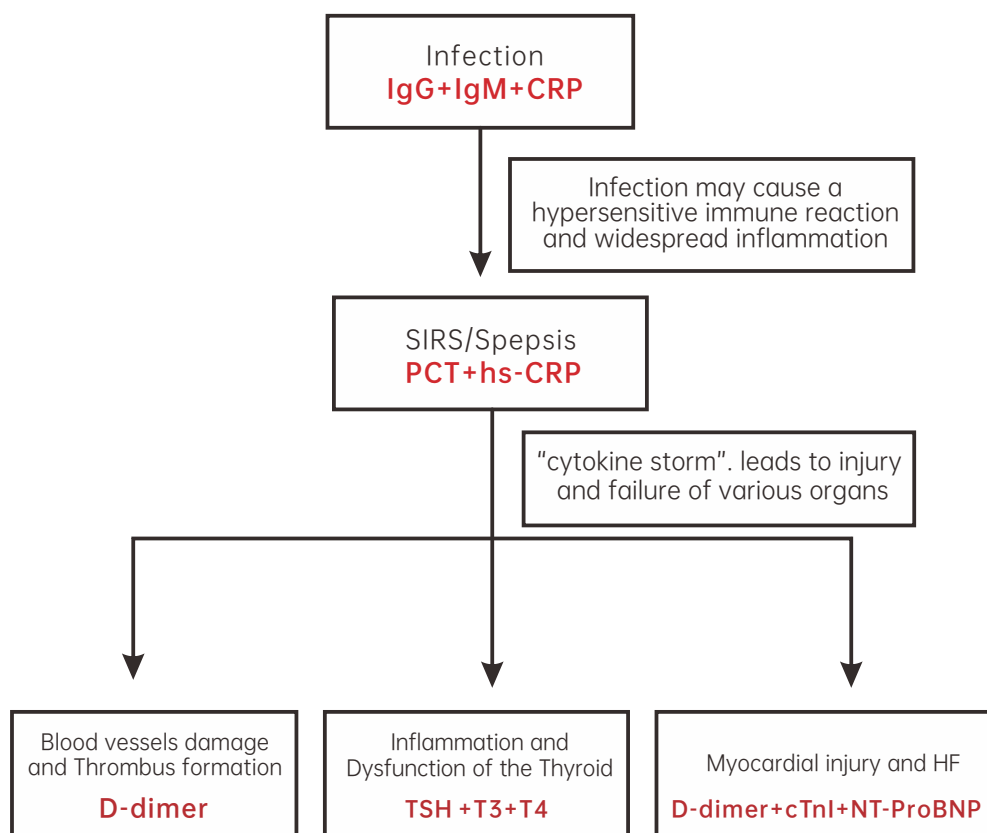 Infection
IgG+IgM+CRP
Infection may cause a
hypersensitive immune reaction
and widespread inflammation
SIRS/Spepsis
PCT+hs-CRP
“cytokine storm”. leads to injury
and failure of various organs
Blood vessels damage
and Thrombus formation
D-dimer
Inflammation and
Dysfunction of the Thyroid
TSH +T3+T4
Myocardial injury and HF
D-dimer+cTnI+NT-ProBNP